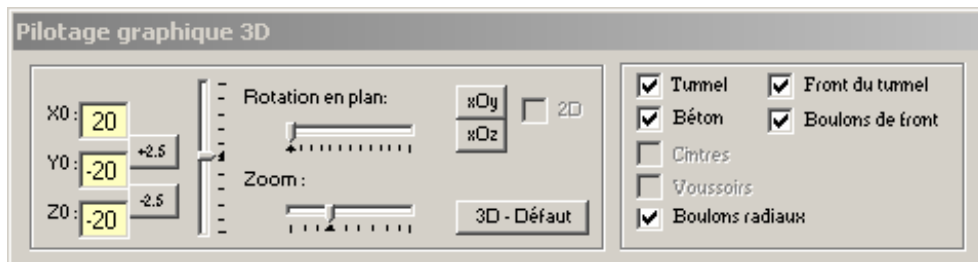 Pilotage graphique 3D
X0 : 20
Y0 : -20
Z0 : -20
+2.5
-2.5
Rotation en plan:
Zoom :
xOy
xOz
2D
3D - Défaut
Tunnel
Front du tunnel
Béton
Boulons de front
Cintres
Voussoirs
Boulons radiaux